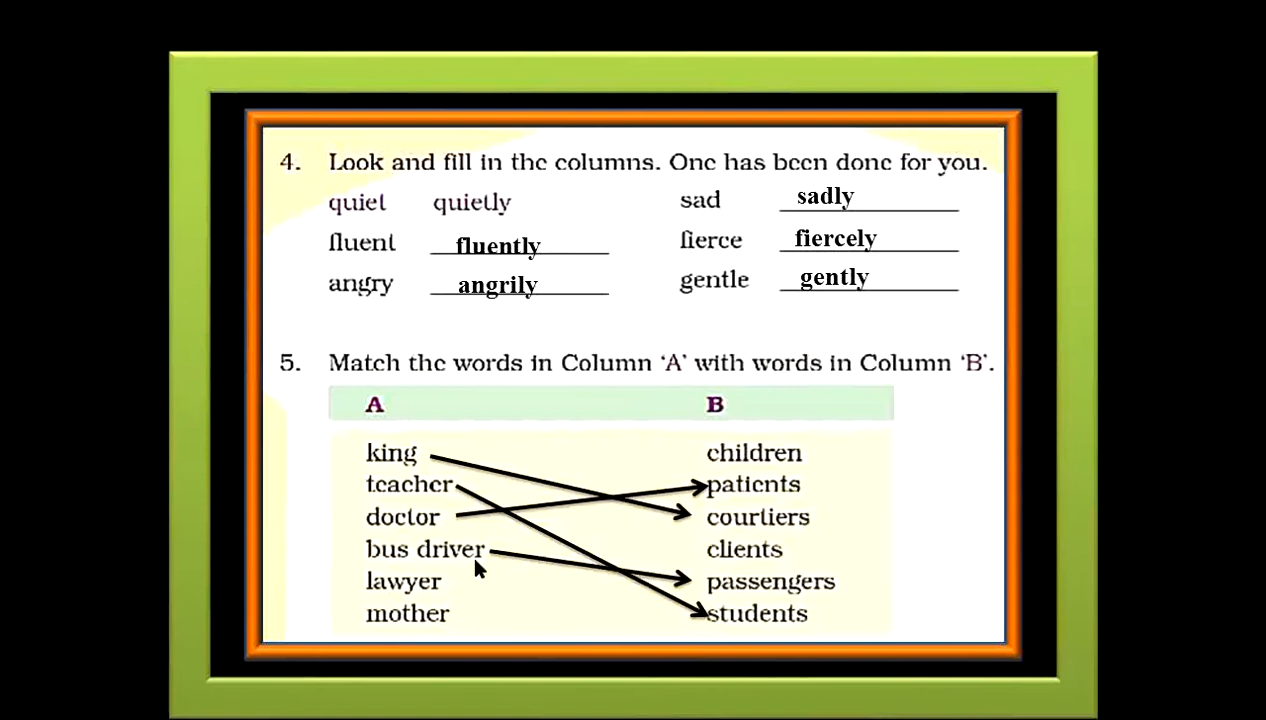 4. Look and fill in the columns. One has been done for you.
quiet quietly sad sadly
fluent fluently fierce fiercely
angry angrily gentle gently
5. Match the words in Column ‘A’ with words in Column ‘B’.
A B
king children
teacher patients
doctor courtiers
bus driver clients
lawyer passengers
mother students